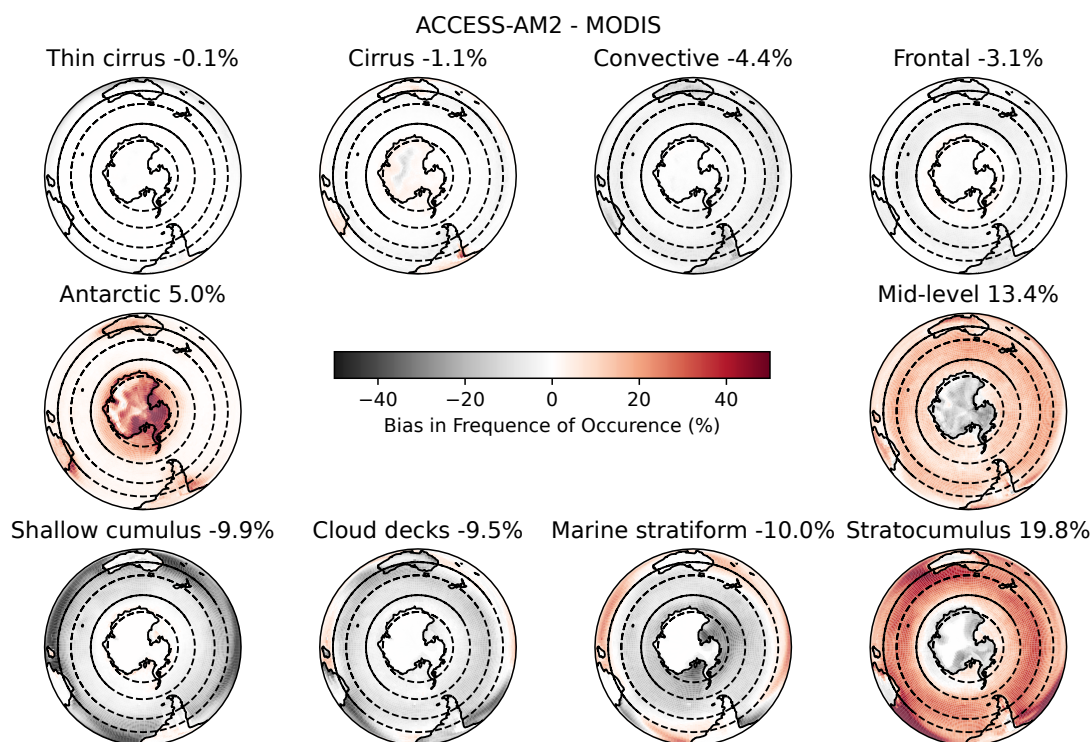 ACCESS-AM2 - MODIS
Thin cirrus -0.1%
Cirrus -1.1%
Convective -4.4%
Frontal -3.1%
Antarctic 5.0%
Mid-level 13.4%
−40 −20 0 20 40
Bias in Frequence of Occurence (%)
Shallow cumulus -9.9%
Cloud decks -9.5%
Marine stratiform -10.0%
Stratocumulus 19.8%